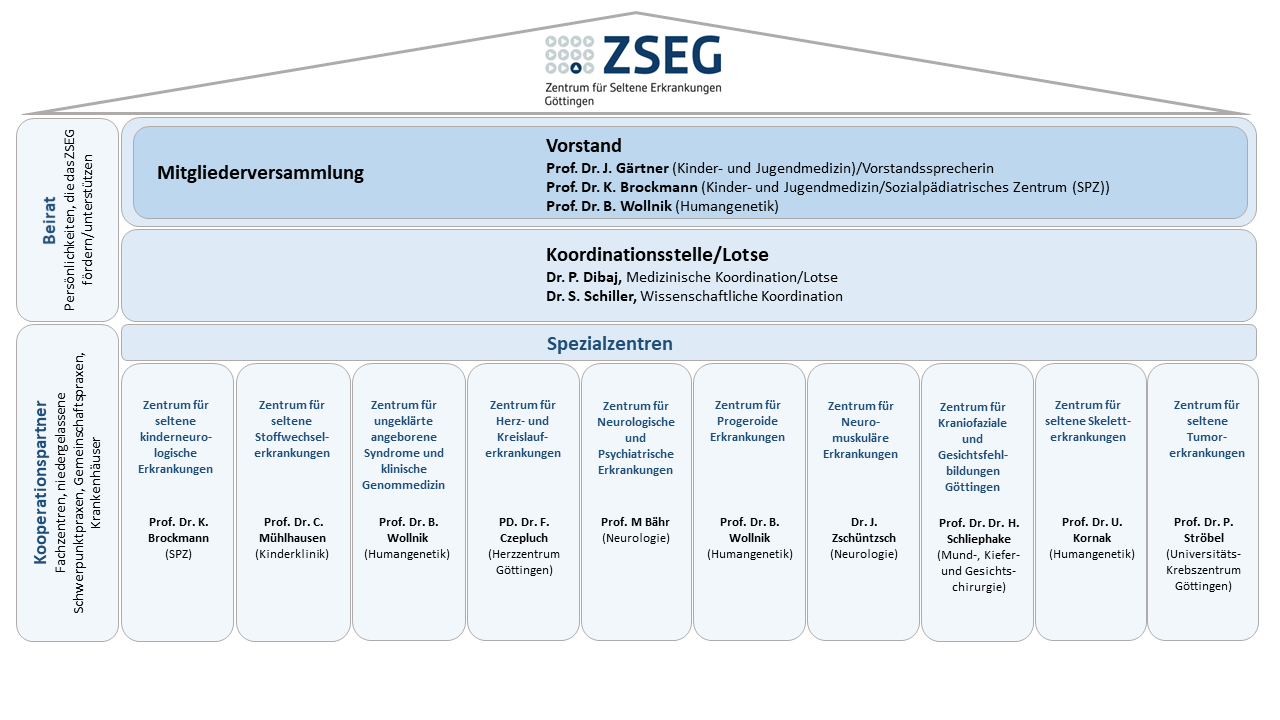 ZSEG
Zentrum für Seltene Erkrankungen
Göttingen
Beirat
Persönlichkeiten, die das ZSEG
fördern/unterstützen
Mitgliederversammlung
Vorstand
Prof. Dr. J. Gärtner (Kinder- und Jugendmedizin)/Vorstandssprecherin
Prof. Dr. K. Brockmann (Kinder- und Jugendmedizin/Sozialpädiatrisches Zentrum (SPZ))
Prof. Dr. B. Wollnik (Humangenetik)
Koordinationsstelle/Lotse
Dr. P. Dibaj, Medizinische Koordination/Lotse
Dr. S. Schiller, Wissenschaftliche Koordination
Kooperationspartner
Fachzentren, niedergelassene
Schwerpunktpraxen, Gemeinschaftspraxen,
Krankenhäuser
Spezialzentren
Zentrum für
seltene
kinderneuro-
logische
Erkrankungen
Prof. Dr. K.
Brockmann
(SPZ)
Zentrum für
seltene
Stoffwechsel-
erkrankungen
Prof. Dr. C.
Mühlhausen
(Kinderklinik)
Zentrum für
ungeklärte
angeborene
Syndrome und
klinische
Genommedizin
Prof. Dr. B.
Wollnik
(Humangenetik)
Zentrum für
Herz- und
Kreislauf-
erkrankungen
PD. Dr. F.
Czepluch
(Herzzentrum
Göttingen)
Zentrum für
Neurologische
und
Psychiatrische
Erkrankungen
Prof. M Bähr
(Neurologie)
Zentrum für
Progeroide
Erkrankungen
Prof. Dr. B.
Wollnik
(Humangenetik)
Zentrum für
Neuro-
muskuläre
Erkrankungen
Dr. J.
Zschüntzsch
(Neurologie)
Zentrum für
Kraniofaziale
und
Gesichtsfehl-
bildungen
Göttingen
Prof. Dr. Dr. H.
Schliephake
(Mund-, Kiefer-
und Gesichts-
chirurgie)
Zentrum für
seltene Skelett-
erkrankungen
Prof. Dr. U.
Kornak
(Humangenetik)
Zentrum für
seltene
Tumor-
erkrankungen
Prof. Dr. P.
Ströbel
(Universitäts-
Krebszentrum
Göttingen)